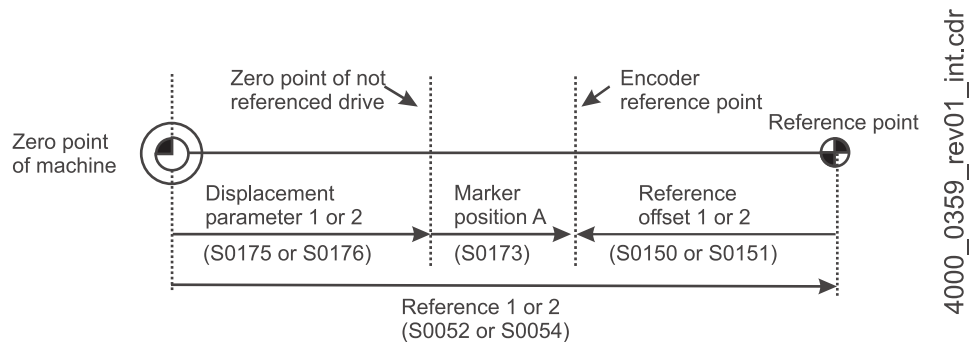 Zero point of not
referenced drive
Encoder
reference point
Reference point
Zero point
of machine
Displacement
parameter 1 or 2
(S0175 or S0176)
Marker
position A
(S0173)
Reference
offset 1 or 2
(S0150 or S0151)
Reference 1 or 2
(S0052 or S0054)
4000_0359_rev01_int.cdr